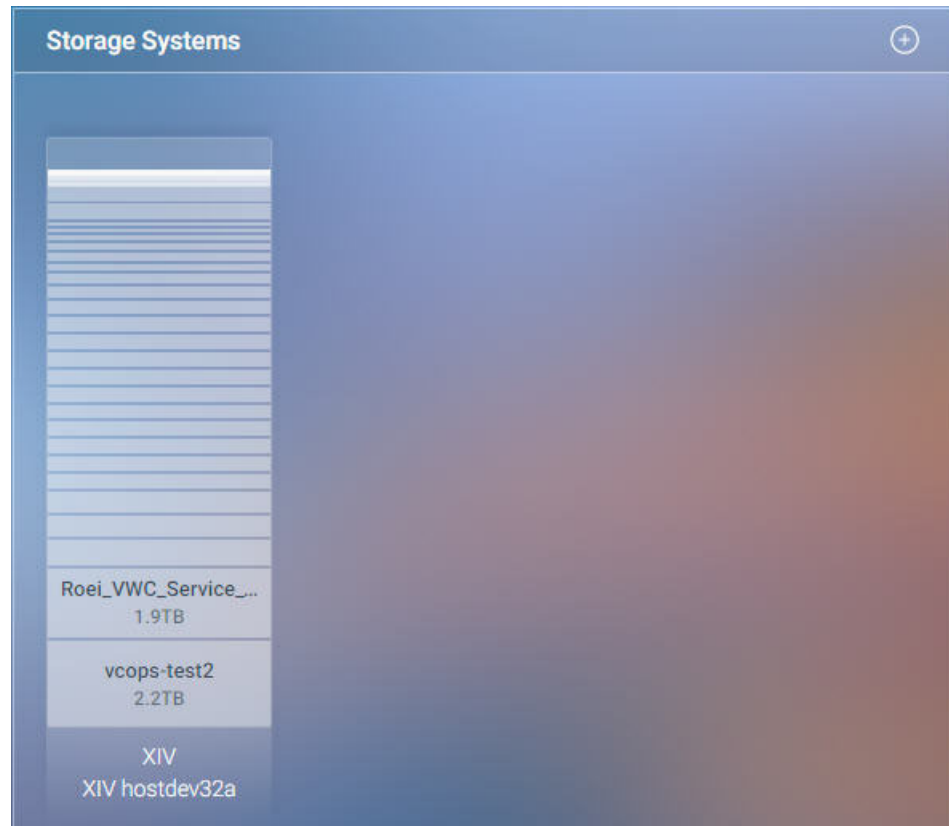 Storage Systems
Roei_VWC_Service_...
1.9TB
vcops-test2
2.2TB
XIV
XIV hostdev32a